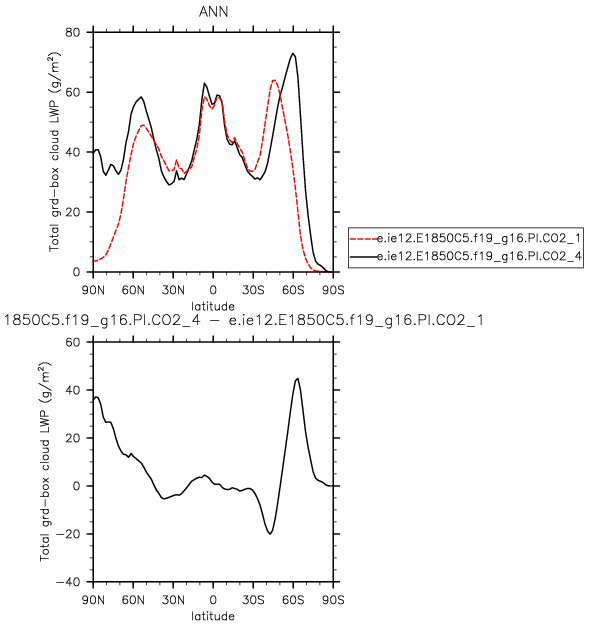 ANN
Total grd-box cloud LWP (g/m²)
80
60
40
20
0
90N 60N 30N 0 30S 60S 90S
latitude
e.ie12.E1850C5.f19_g16.PI.CO2_1
e.ie12.E1850C5.f19_g16.PI.CO2_4
1850C5.f19_g16.PI.CO2_4 - e.ie12.E1850C5.f19_g16.PI.CO2_1
Total grd-box cloud LWP (g/m²)
60
40
20
0
-20
-40
90N 60N 30N 0 30S 60S 90S
latitude